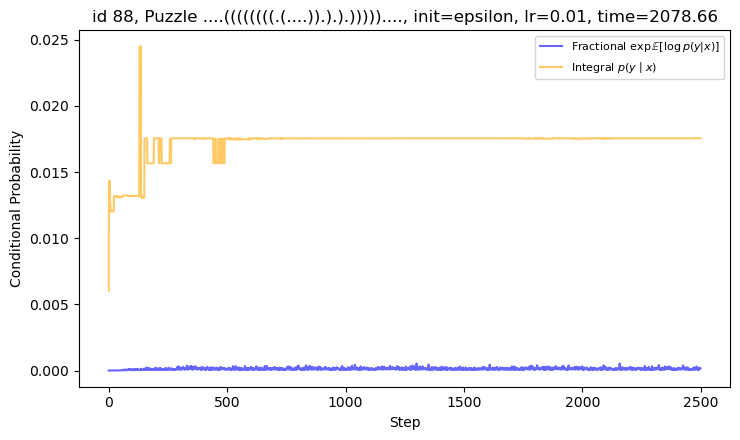 id 88, Puzzle ....((((((((.(....)).).).)))))...., init=epsilon, lr=0.01, time=2078.66
Fractional exp𝔼[log p(y|x)]
Integral p(y | x)
Conditional Probability
0.025
0.020
0.015
0.010
0.005
0.000
0
500
1000
1500
2000
2500
Step